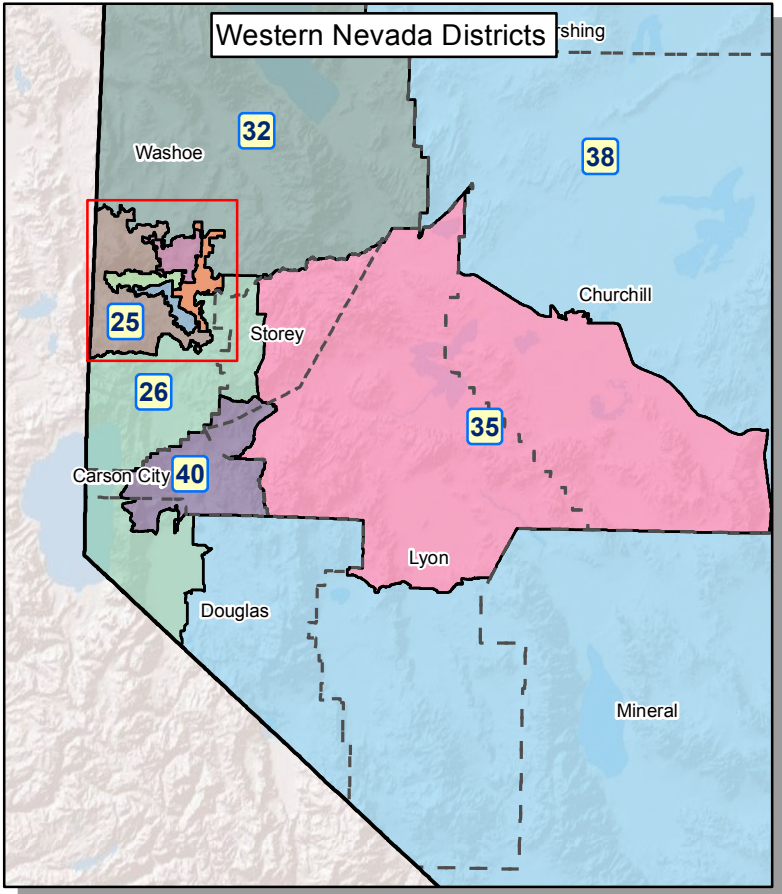 Western Nevada Districts
shing
32
Washoe
38
Churchill
25
Storey
26
35
Carson City
40
Lyon
Douglas
Mineral